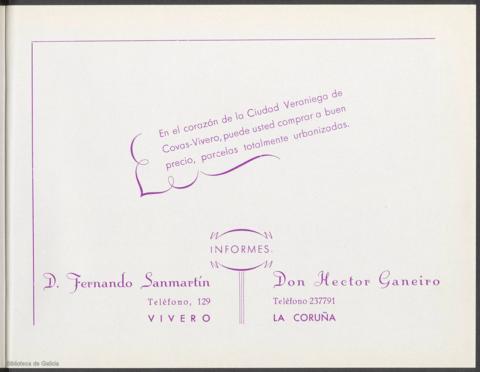 En el corazón de la Ciudad Veraniega de
Covas-Vivero, puede usted comprar a buen
precio, parcelas totalmente urbanizadas.
INFORMES.
D. Fernando Sanmartín
Teléfono, 129
VIVERO
Don Hector Ganeiro
Teléfono 237791
LA CORUÑA
Biblioteca de Galicia